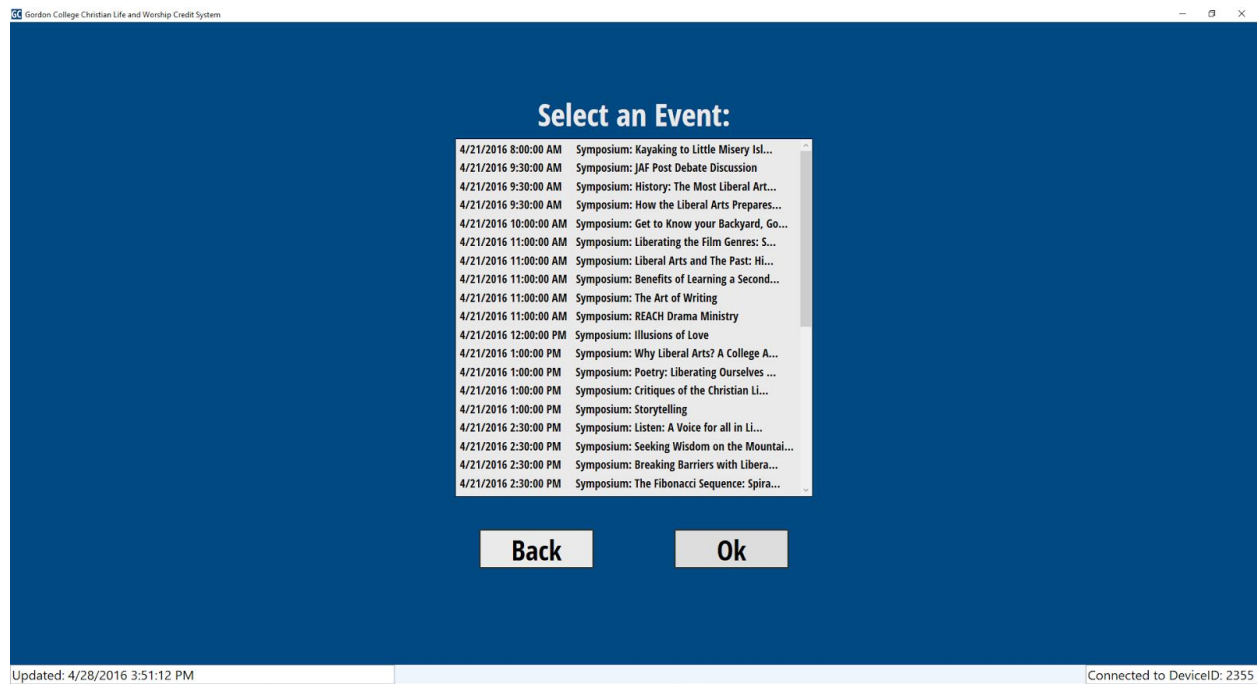 GC Gordon College Christian Life and Worship Credit System
Select an Event:
4/21/2016 8:00:00 AM Symposium: Kayaking to Little Misery Isl...
4/21/2016 9:30:00 AM Symposium: JAF Post Debate Discussion
4/21/2016 9:30:00 AM Symposium: History: The Most Liberal Art...
4/21/2016 9:30:00 AM Symposium: How the Liberal Arts Prepares...
4/21/2016 10:00:00 AM Symposium: Get to Know your Backyard, Go...
4/21/2016 11:00:00 AM Symposium: Liberating the Film Genres: S...
4/21/2016 11:00:00 AM Symposium: Liberal Arts and The Past: Hi...
4/21/2016 11:00:00 AM Symposium: Benefits of Learning a Second...
4/21/2016 11:00:00 AM Symposium: The Art of Writing
4/21/2016 11:00:00 AM Symposium: REACH Drama Ministry
4/21/2016 12:00:00 PM Symposium: Illusions of Love
4/21/2016 1:00:00 PM Symposium: Why Liberal Arts? A College A...
4/21/2016 1:00:00 PM Symposium: Poetry: Liberating Ourselves ...
4/21/2016 1:00:00 PM Symposium: Critiques of the Christian Li...
4/21/2016 1:00:00 PM Symposium: Storytelling
4/21/2016 2:30:00 PM Symposium: Listen: A Voice for all in Li...
4/21/2016 2:30:00 PM Symposium: Seeking Wisdom on the Mountai...
4/21/2016 2:30:00 PM Symposium: Breaking Barriers with Libera...
4/21/2016 2:30:00 PM Symposium: The Fibonacci Sequence: Spira...
Back Ok
Updated: 4/28/2016 3:51:12 PM Connected to DeviceID: 2355